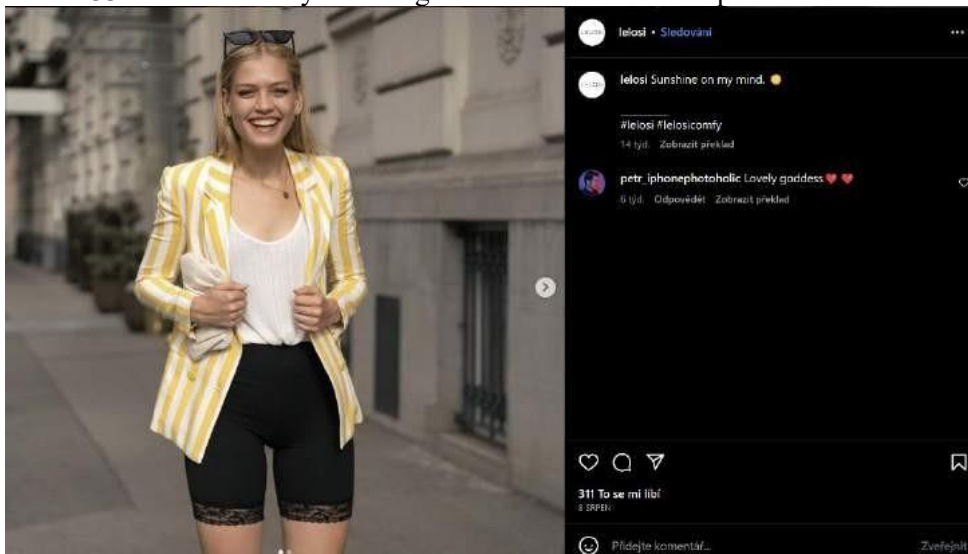 lelosi • Sledování
lelosi Sunshine on my mind.
#lelosi #lelosicomfy
14 týd. Zobrazit překlad
petr_iphonephotoholic Lovely goddess
6 týd. Odpovědět Zobrazit překlad
311 To se mi líbí
8 SRPEN
Přidejte komentář...
Zveřejnit